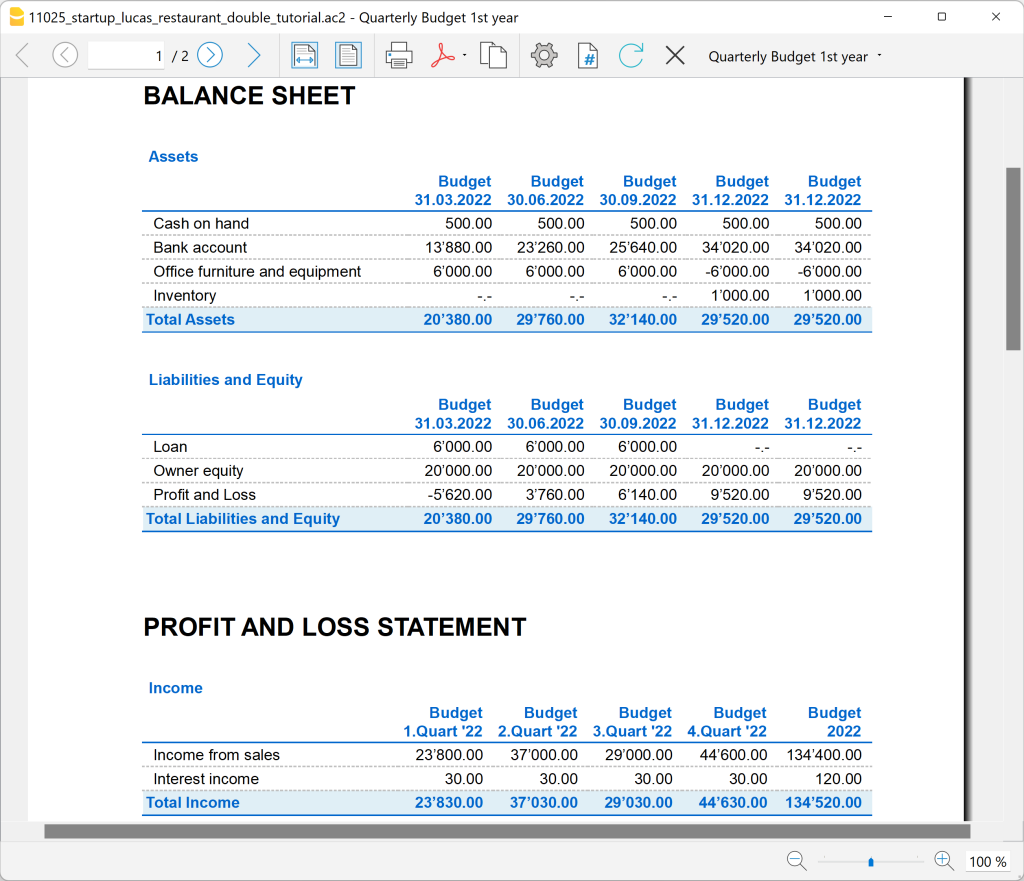 11025_startup_lucas_restaurant_double_tutorial.ac2 - Quarterly Budget 1st year
1 / 2 # Quarterly Budget 1st year
BALANCE SHEET
Assets
Budget Budget Budget Budget Budget
31.03.2022 30.06.2022 30.09.2022 31.12.2022 31.12.2022
Cash on hand 500.00 500.00 500.00 500.00 500.00
Bank account 13'880.00 23'260.00 25'640.00 34'020.00 34'020.00
Office furniture and equipment 6'000.00 6'000.00 6'000.00 -6'000.00 -6'000.00
Inventory -.- -.- -.- 1'000.00 1'000.00
Total Assets 20'380.00 29'760.00 32'140.00 29'520.00 29'520.00
Liabilities and Equity
Budget Budget Budget Budget Budget
31.03.2022 30.06.2022 30.09.2022 31.12.2022 31.12.2022
Loan 6'000.00 6'000.00 6'000.00 -.- -.-
Owner equity 20'000.00 20'000.00 20'000.00 20'000.00 20'000.00
Profit and Loss -5'620.00 3'760.00 6'140.00 9'520.00 9'520.00
Total Liabilities and Equity 20'380.00 29'760.00 32'140.00 29'520.00 29'520.00
PROFIT AND LOSS STATEMENT
Income
Budget Budget Budget Budget Budget
1.Quart '22 2.Quart '22 3.Quart '22 4.Quart '22 2022
Income from sales 23'800.00 37'000.00 29'000.00 44'600.00 134'400.00
Interest income 30.00 30.00 30.00 30.00 120.00
Total Income 23'830.00 37'030.00 29'030.00 44'630.00 134'520.00
100 %